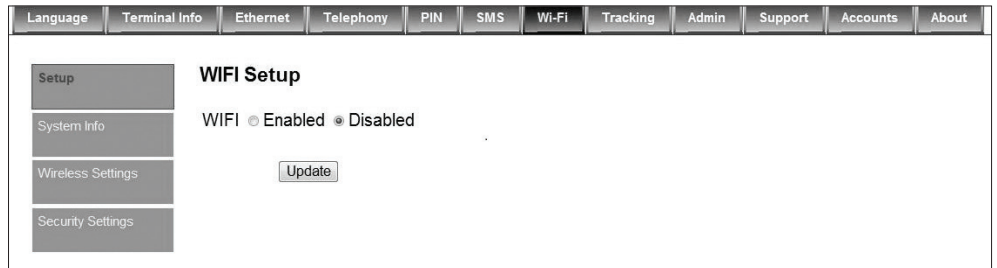 Language Terminal Info Ethernet Telephony PIN SMS Wi-Fi Tracking Admin Support Accounts About
Setup
System Info
Wireless Settings
Security Settings
WIFI Setup
WIFI Enabled Disabled
Update